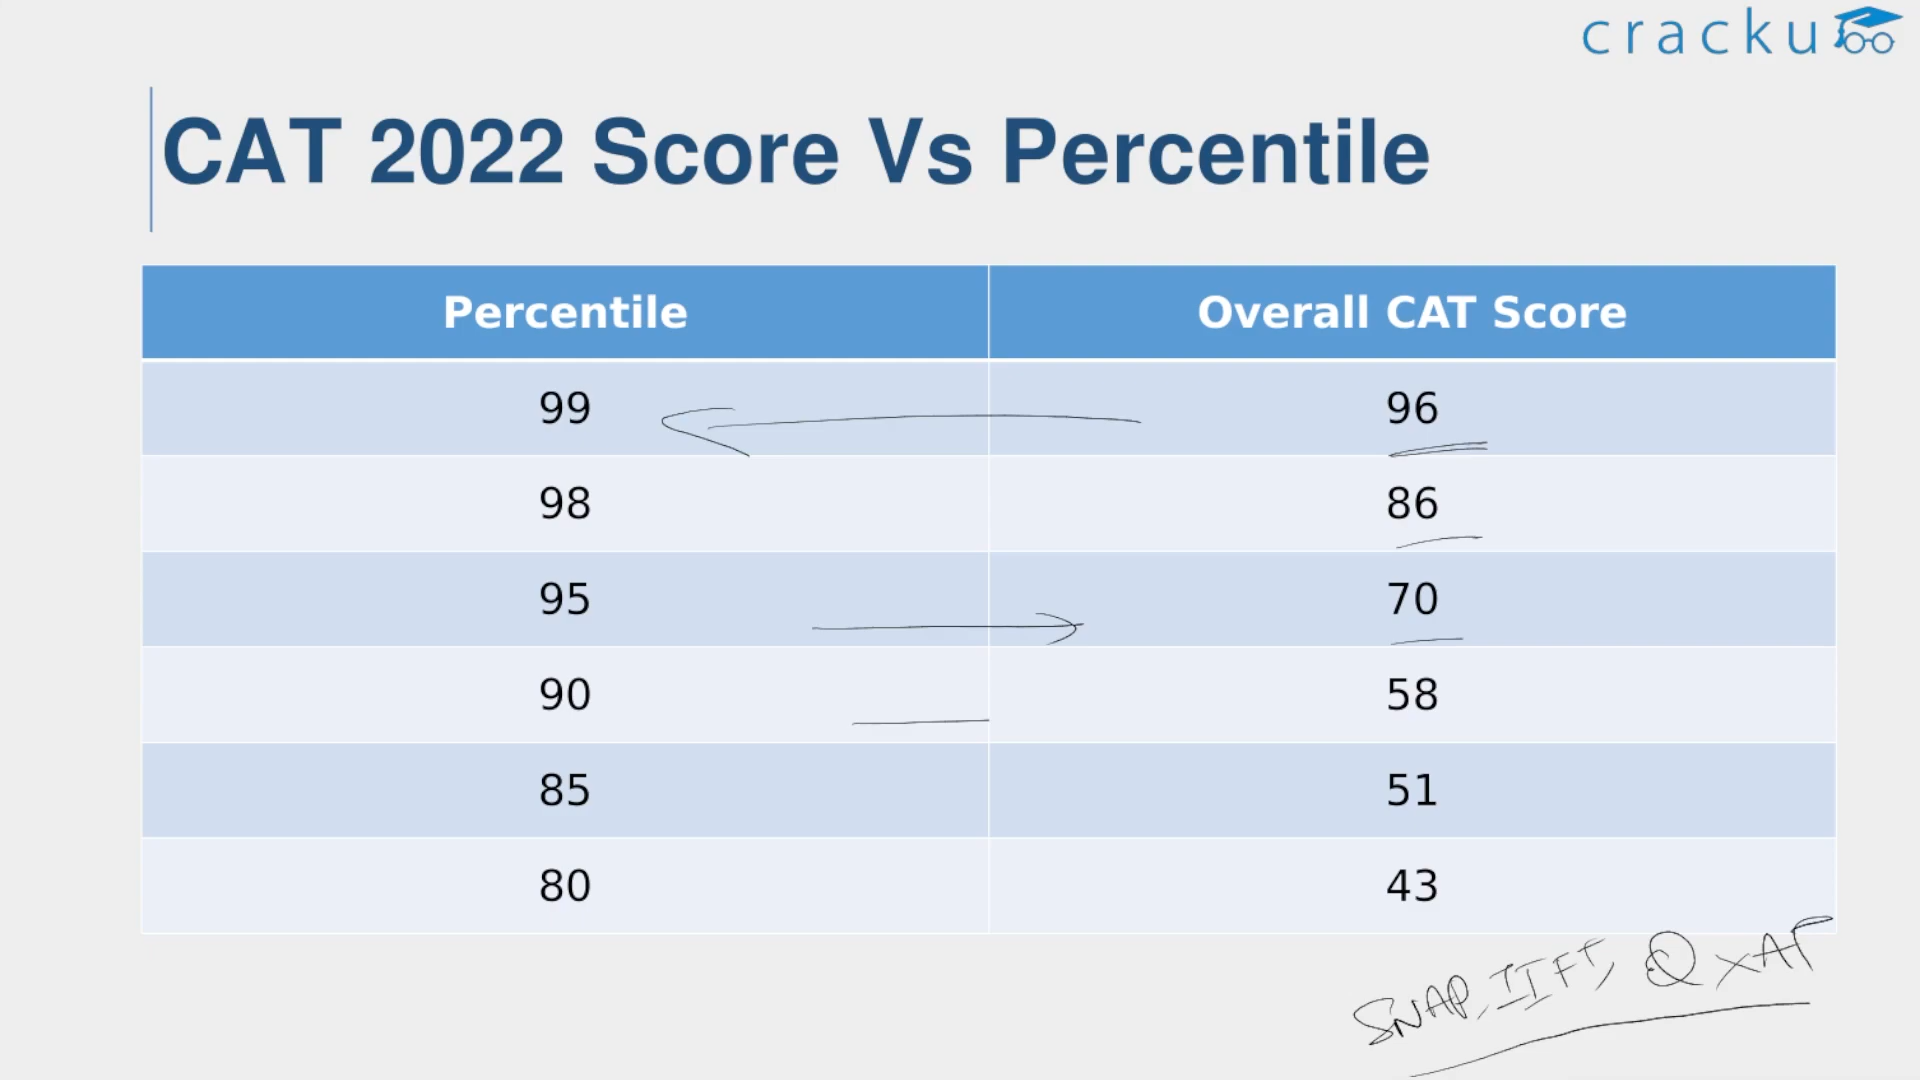 cracku
CAT 2022 Score Vs Percentile
Percentile Overall CAT Score
99 96
98 86
95 70
90 58
85 51
80 43
SNAP, IIFT, XAT